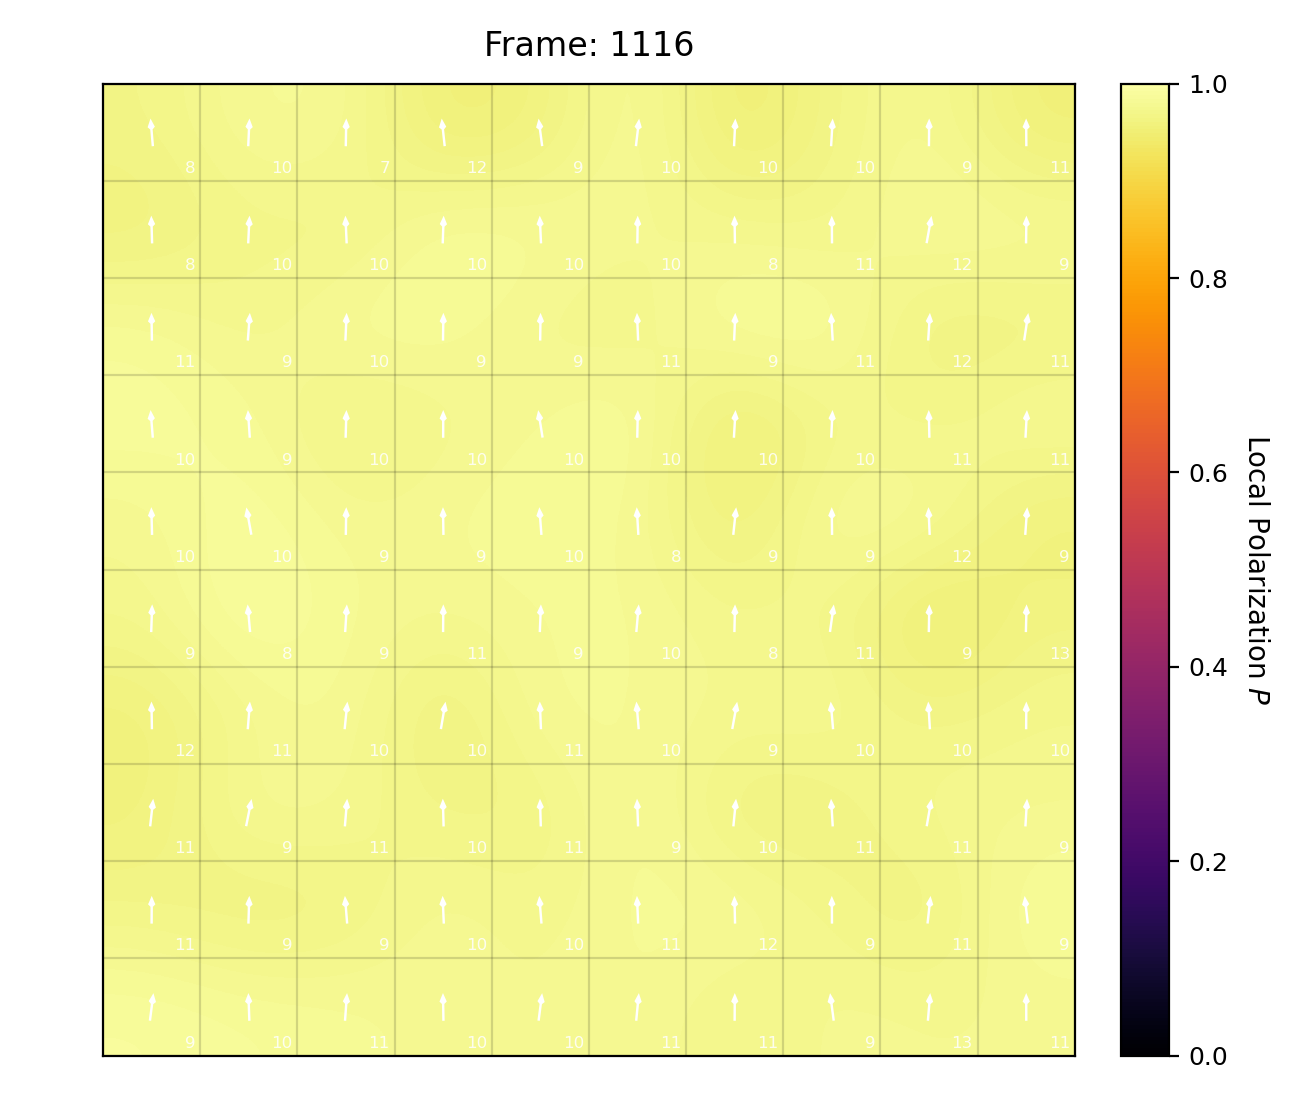 Frame: 1116
8 10 7 12 9 10 10 10 9 11
8 10 10 10 10 10 8 11 12 9
11 9 10 9 9 11 9 11 12 11
10 9 10 10 10 10 10 10 11 11
10 10 9 9 10 8 9 9 12 9
9 8 9 11 9 10 8 11 9 13
12 11 10 10 11 10 9 10 10 10
11 9 11 10 11 9 10 11 11 9
11 9 9 10 10 11 12 9 11 9
9 10 11 10 10 11 11 9 13 11
1.0
0.8
0.6
0.4
0.2
0.0
Local Polarization P